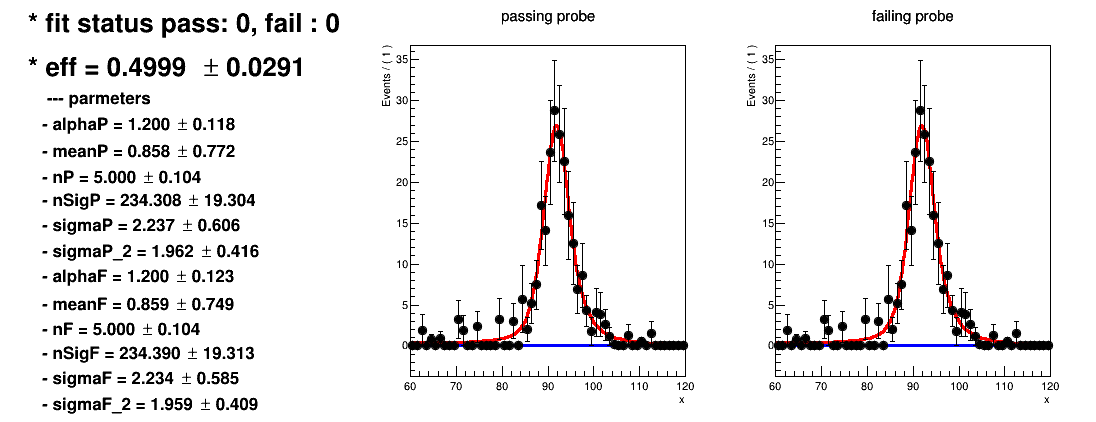 * fit status pass: 0, fail : 0
* eff = 0.4999 ± 0.0291
--- parmeters
- alphaP = 1.200 ± 0.118
- meanP = 0.858 ± 0.772
- nP = 5.000 ± 0.104
- nSigP = 234.308 ± 19.304
- sigmaP = 2.237 ± 0.606
- sigmaP_2 = 1.962 ± 0.416
- alphaF = 1.200 ± 0.123
- meanF = 0.859 ± 0.749
- nF = 5.000 ± 0.104
- nSigF = 234.390 ± 19.313
- sigmaF = 2.234 ± 0.585
- sigmaF_2 = 1.959 ± 0.409
passing probe
Events / ( 1 )
35
30
25
20
15
10
5
0
60 70 80 90 100 110 120
x
failing probe
Events / ( 1 )
35
30
25
20
15
10
5
0
60 70 80 90 100 110 120
x